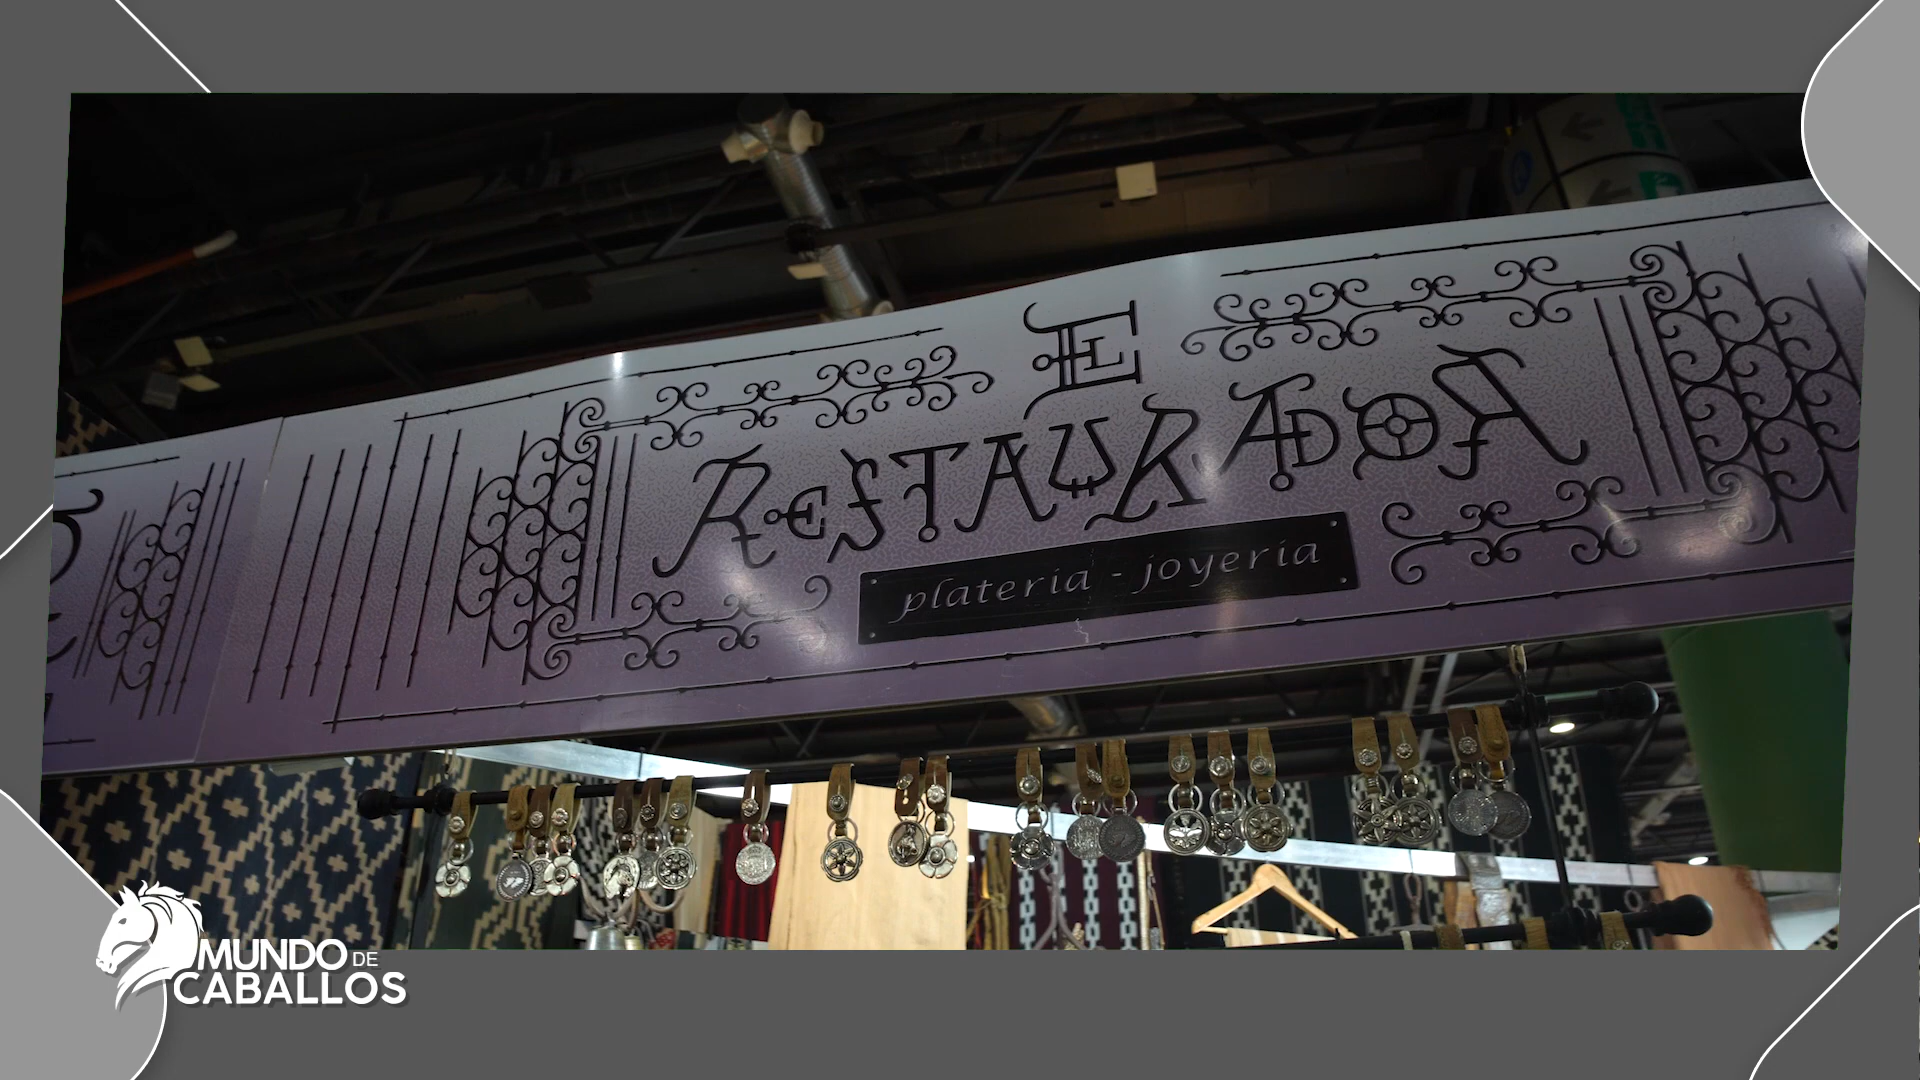 EL
RESTAURADOR
plateria - joyeria
MUNDO DE
CABALLOS